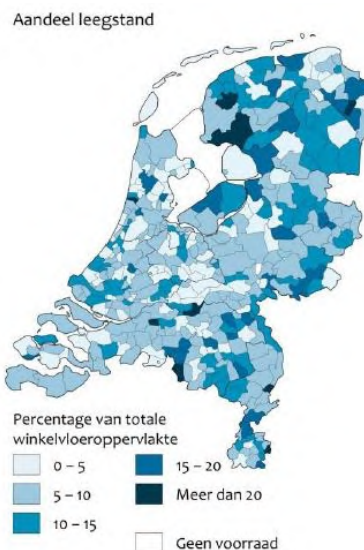 Aandeel leegstand
Percentage van totale
winkelvloeroppervlakte
0 – 5
5 – 10
10 – 15
15 – 20
Meer dan 20
Geen voorraad